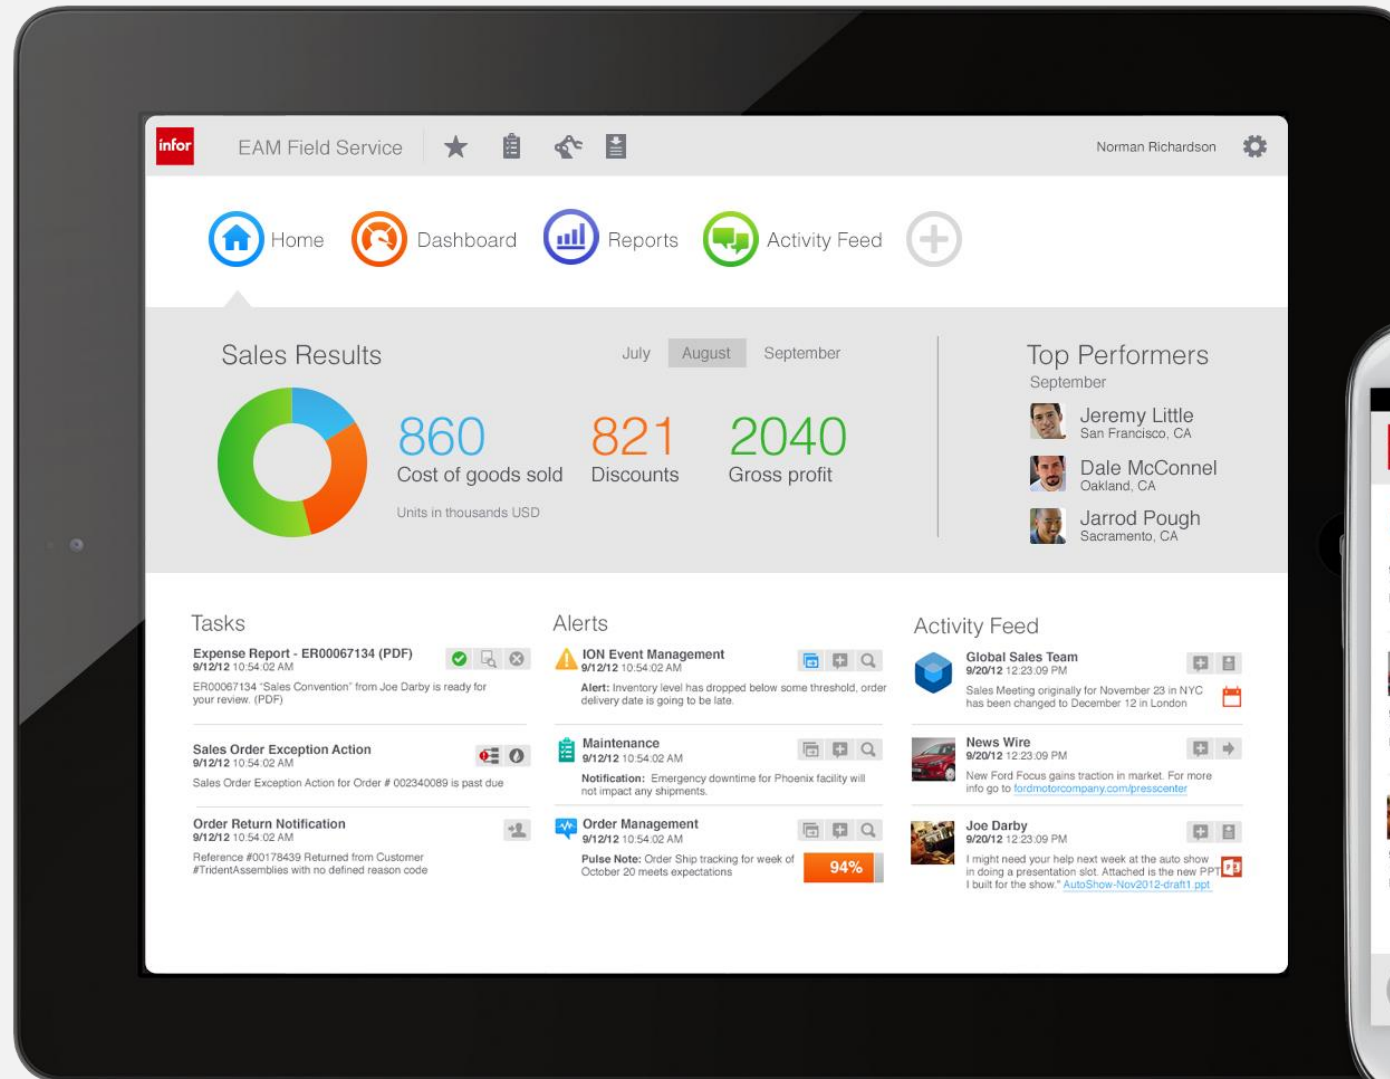 infor
EAM Field Service
Norman Richardson
Home
Dashboard
Reports
Activity Feed
Sales Results
July
August
September
860
Cost of goods sold
821
Discounts
2040
Gross profit
Units in thousands USD
Top Performers
September
Jeremy Little
San Francisco, CA
Dale McConnel
Oakland, CA
Jarrod Pough
Sacramento, CA
Tasks
Expense Report - ER00067134 (PDF)
9/12/12 10:54:02 AM
ER00067134 "Sales Convention" from Joe Darby is ready for
your review. (PDF)
Sales Order Exception Action
9/12/12 10:54:02 AM
Sales Order Exception Action for Order # 002340089 is past due
Order Return Notification
9/12/12 10:54:02 AM
Reference #00178439 Returned from Customer
#TridentAssemblies with no defined reason code
Alerts
ION Event Management
9/12/12 10:54:02 AM
Alert: Inventory level has dropped below some threshold, order
delivery date is going to be late.
Maintenance
9/12/12 10:54:02 AM
Notification: Emergency downtime for Phoenix facility will
not impact any shipments.
Order Management
9/12/12 10:54:02 AM
Pulse Note: Order Ship tracking for week of
October 20 meets expectations
94%
Activity Feed
Global Sales Team
9/20/12 12:23:09 PM
Sales Meeting originally for November 23 in NYC
has been changed to December 12 in London
News Wire
9/20/12 12:23:09 PM
New Ford Focus gains traction in market. For more
info go to fordmotorcompany.com/presscenter
Joe Darby
9/20/12 12:23:09 PM
I might need your help next week at the auto show
in doing a presentation slot. Attached is the new PPT
I built for the show." AutoShow-Nov2012-draft1.ppt